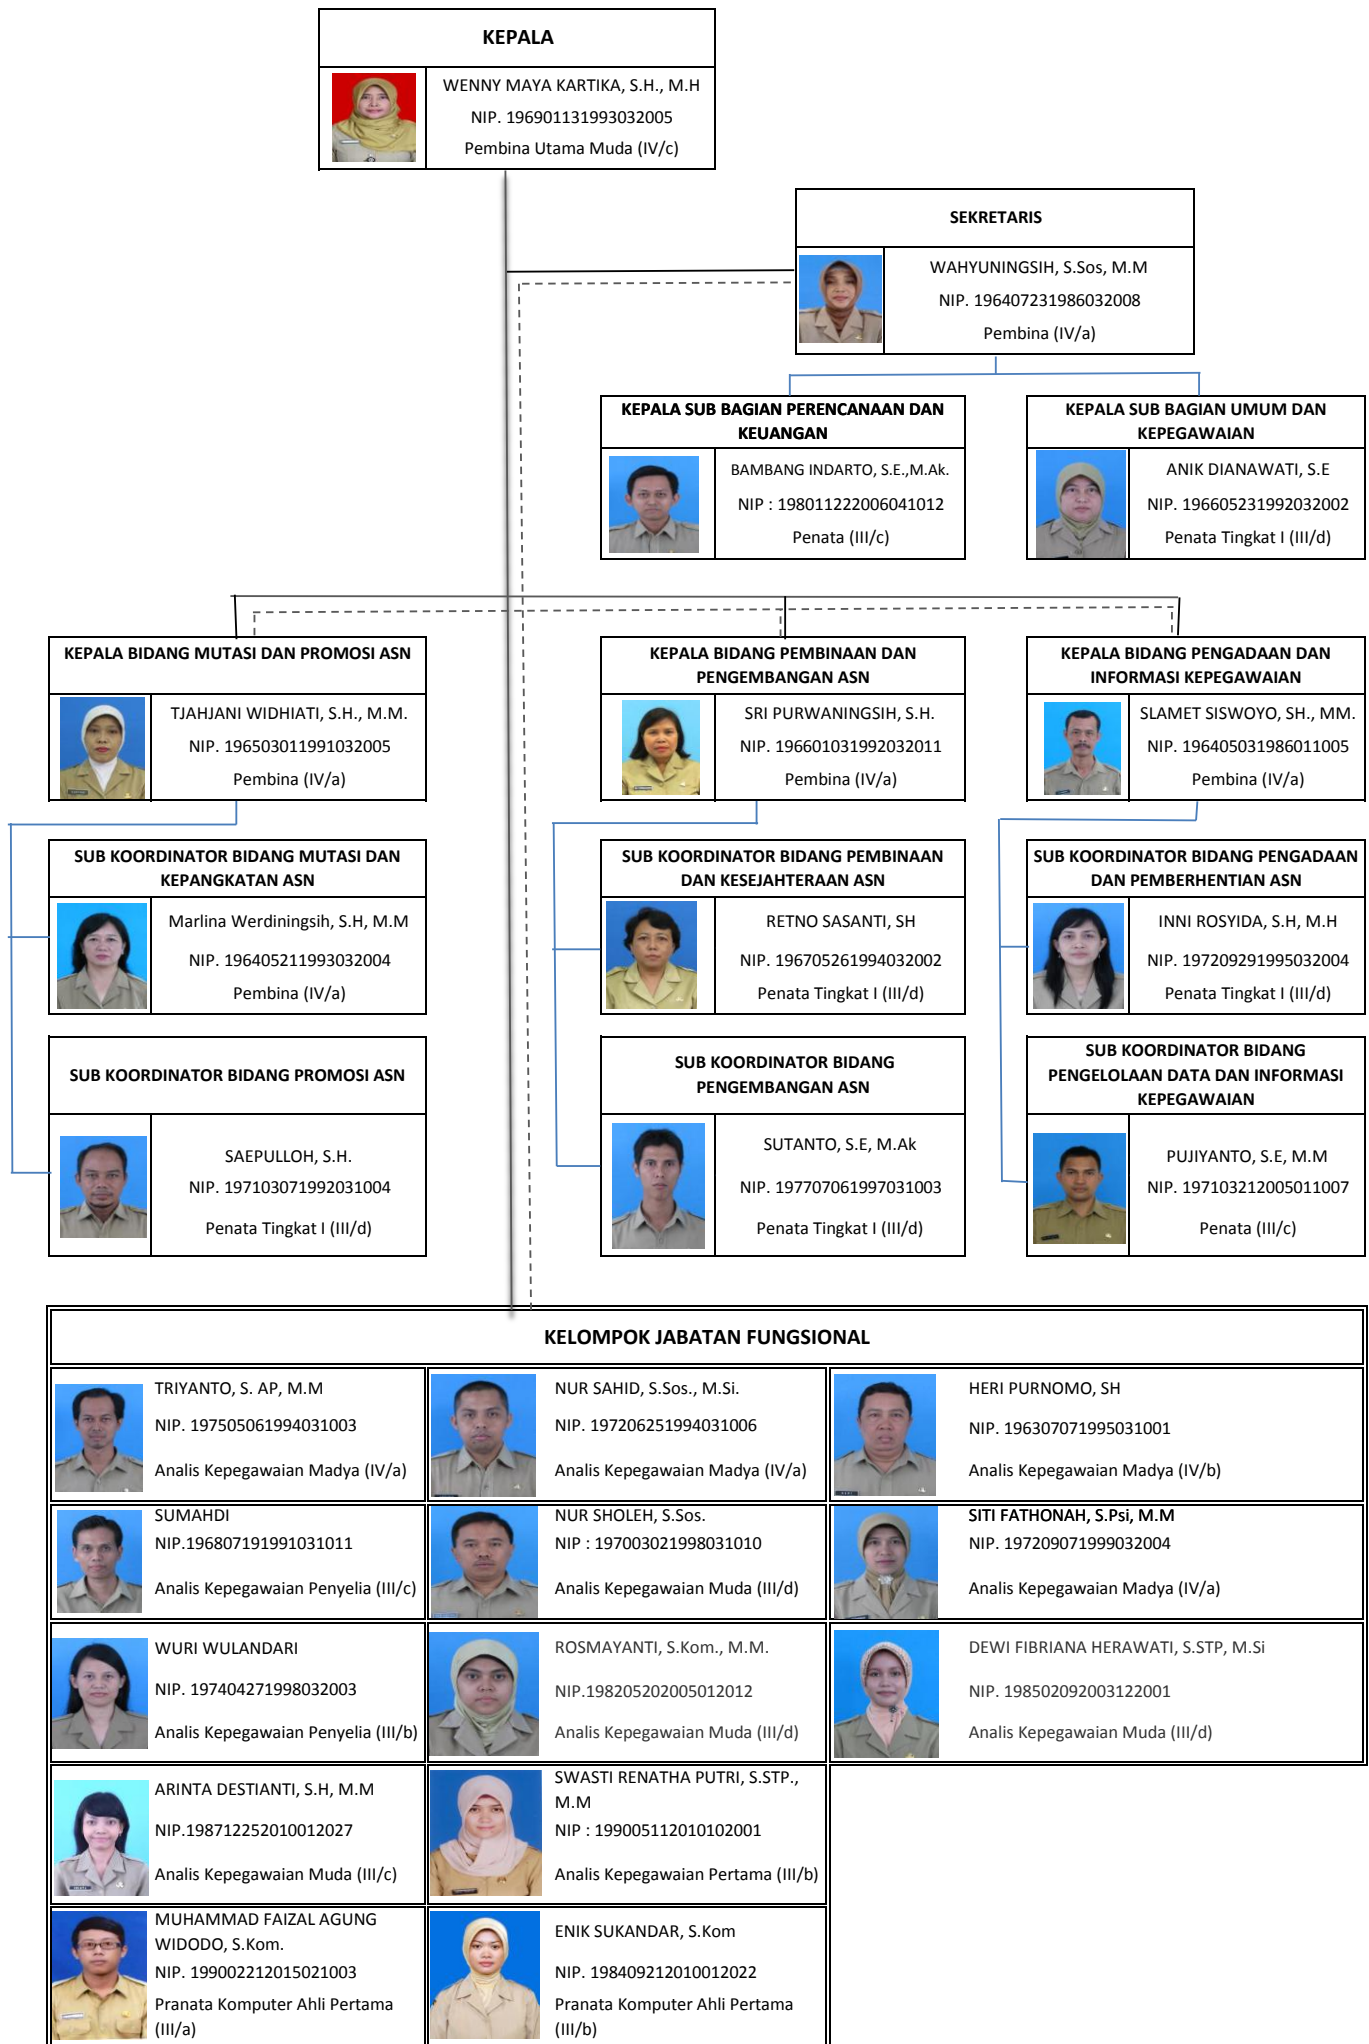 KEPALA
WENNY MAYA KARTIKA, S.H., M.H
NIP. 196901131993032005
Pembina Utama Muda (IV/c)
SEKRETARIS
WAHYUNINGSIH, S.Sos, M.M
NIP. 196407231986032008
Pembina (IV/a)
KEPALA SUB BAGIAN PERENCANAAN DAN
KEUANGAN
BAMBANG INDARTO, S.E.,M.Ak.
NIP : 198011222006041012
Penata (III/c)
KEPALA SUB BAGIAN UMUM DAN
KEPEGAWAIAN
ANIK DIANAWATI, S.E
NIP. 196605231992032002
Penata Tingkat I (III/d)
KEPALA BIDANG MUTASI DAN PROMOSI ASN
TJAHJANI WIDHIATI, S.H., M.M.
NIP. 196503011991032005
Pembina (IV/a)
KEPALA BIDANG PEMBINAAN DAN
PENGEMBANGAN ASN
SRI PURWANINGSIH, S.H.
NIP. 196601031992032011
Pembina (IV/a)
KEPALA BIDANG PENGADAAN DAN
INFORMASI KEPEGAWAIAN
SLAMET SISWOYO, SH., MM.
NIP. 196405031986011005
Pembina (IV/a)
SUB KOORDINATOR BIDANG MUTASI DAN
KEPANGKATAN ASN
Marlina Werdiningsih, S.H, M.M
NIP. 196405211993032004
Pembina (IV/a)
SUB KOORDINATOR BIDANG PEMBINAAN
DAN KESEJAHTERAAN ASN
RETNO SASANTI, SH
NIP. 196705261994032002
Penata Tingkat I (III/d)
SUB KOORDINATOR BIDANG PENGADAAN
DAN PEMBERHENTIAN ASN
INNI ROSYIDA, S.H, M.H
NIP. 197209291995032004
Penata Tingkat I (III/d)
SUB KOORDINATOR BIDANG PROMOSI ASN
SAEPULLOH, S.H.
NIP. 197103071992031004
Penata Tingkat I (III/d)
SUB KOORDINATOR BIDANG
PENGEMBANGAN ASN
SUTANTO, S.E, M.Ak
NIP. 197707061997031003
Penata Tingkat I (III/d)
SUB KOORDINATOR BIDANG
PENGELOLAAN DATA DAN INFORMASI
KEPEGAWAIAN
PUJIYANTO, S.E, M.M
NIP. 197103212005011007
Penata (III/c)
KELOMPOK JABATAN FUNGSIONAL
TRIYANTO, S. AP, M.M
NIP. 197505061994031003
Analis Kepegawaian Madya (IV/a)
NUR SAHID, S.Sos., M.Si.
NIP. 197206251994031006
Analis Kepegawaian Madya (IV/a)
HERI PURNOMO, SH
NIP. 196307071995031001
Analis Kepegawaian Madya (IV/b)
SUMAHDI
NIP.196807191991031011
Analis Kepegawaian Penyelia (III/c)
NUR SHOLEH, S.Sos.
NIP : 197003021998031010
Analis Kepegawaian Muda (III/d)
SITI FATHONAH, S.Psi, M.M
NIP. 197209071999032004
Analis Kepegawaian Madya (IV/a)
WURI WULANDARI
NIP. 197404271998032003
Analis Kepegawaian Penyelia (III/b)
ROSMAYANTI, S.Kom., M.M.
NIP.198205202005012012
Analis Kepegawaian Muda (III/d)
DEWI FIBRIANA HERAWATI, S.STP, M.Si
NIP. 198502092003122001
Analis Kepegawaian Muda (III/d)
ARINTA DESTIANTI, S.H, M.M
NIP.198712252010012027
Analis Kepegawaian Muda (III/c)
SWASTI RENATHA PUTRI, S.STP.,
M.M
NIP : 199005112010102001
Analis Kepegawaian Pertama (III/b)
MUHAMMAD FAIZAL AGUNG
WIDODO, S.Kom.
NIP. 199002212015021003
Pranata Komputer Ahli Pertama
(III/a)
ENIK SUKANDAR, S.Kom
NIP. 198409212010012022
Pranata Komputer Ahli Pertama
(III/b)